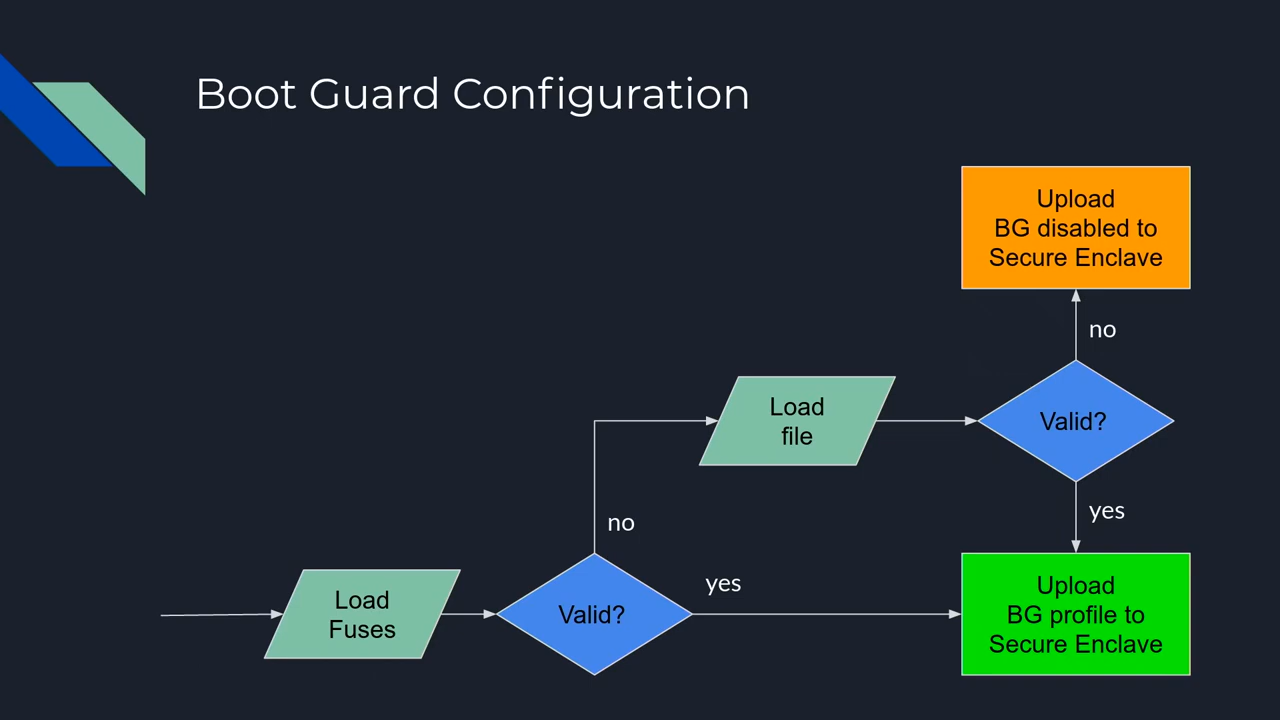 Boot Guard Configuration
Upload
BG disabled to
Secure Enclave
no
Load
file
Valid?
yes
no
Load
Fuses
Valid?
yes
Upload
BG profile to
Secure Enclave